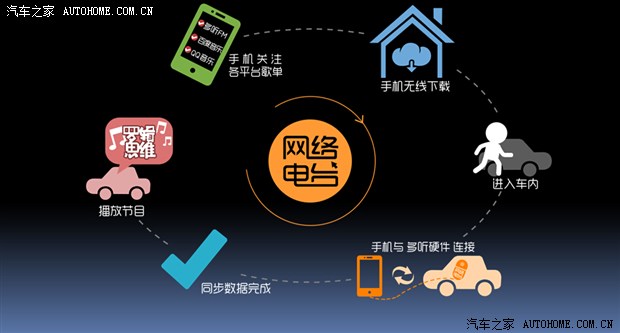 汽车之家 AUTOHOME.COM.CN
多听FM
百度音乐
QQ音乐
手机关注
各平台歌单
手机无线下载
网络
电台
逻辑
思维
播放节目
进入车内
手机与 多听硬件 连接
同步数据完成
汽车之家 AUTOHOME.COM.CN